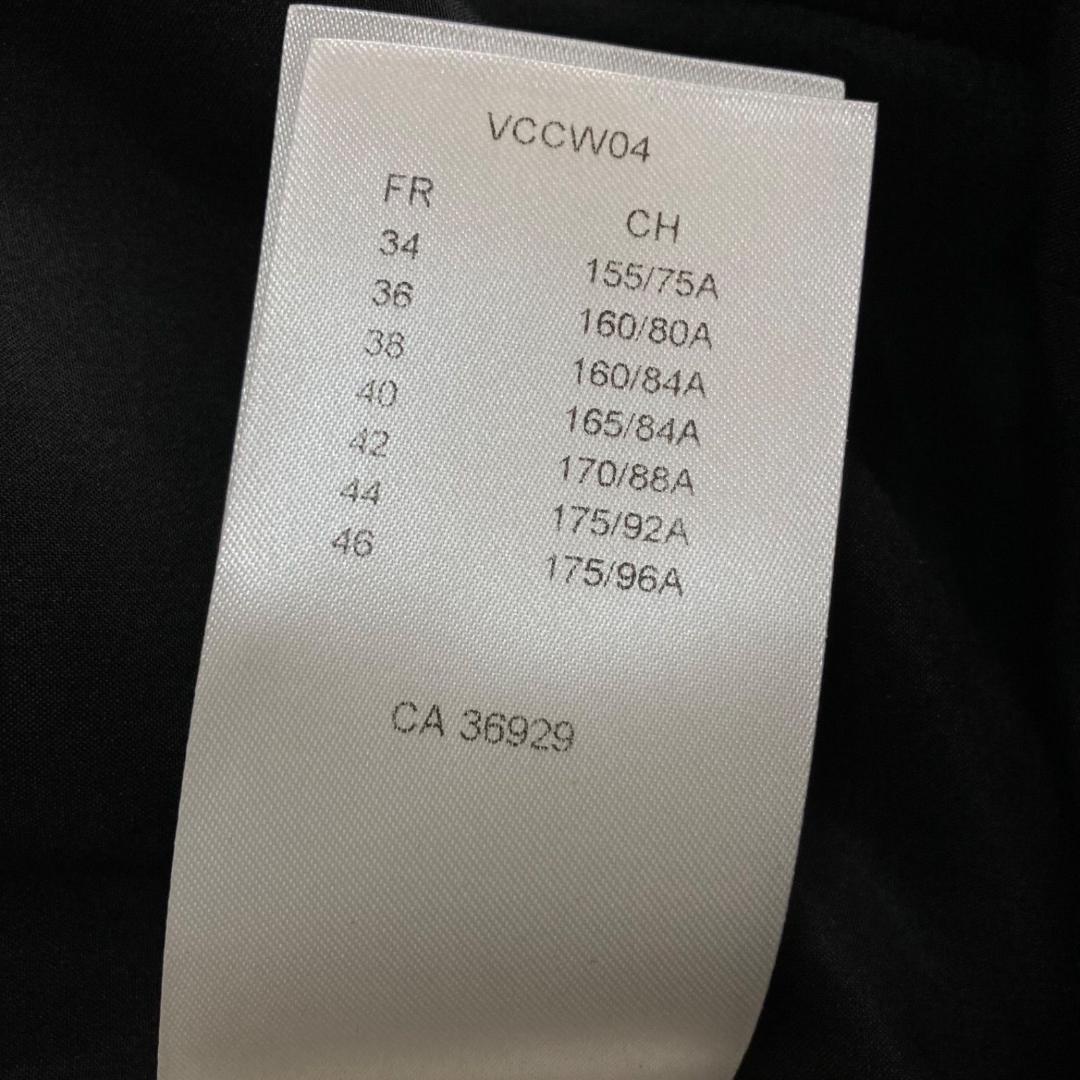 VCCW04
FR CH
34 155/75A
36 160/80A
38 160/84A
40 165/84A
42 170/88A
44 175/92A
46 175/96A
CA 36929